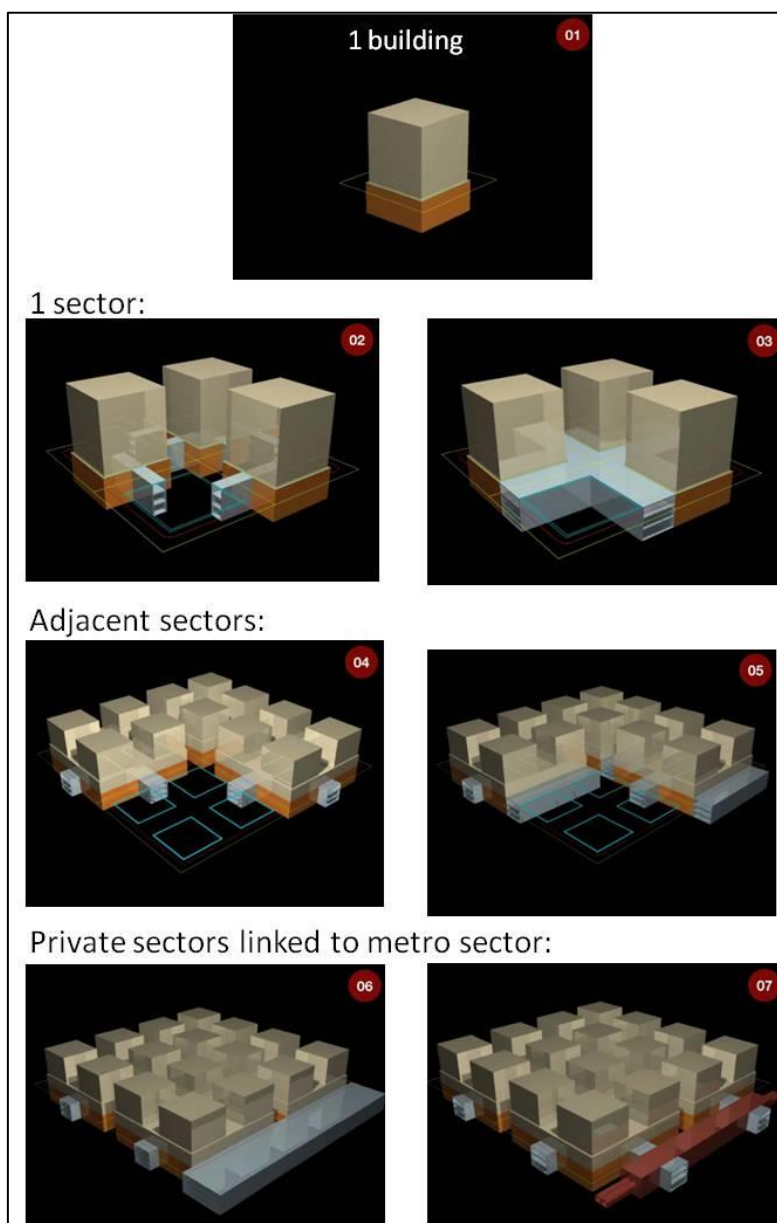 1 building
01
1 sector:
02
03
Adjacent sectors:
04
05
Private sectors linked to metro sector:
06
07